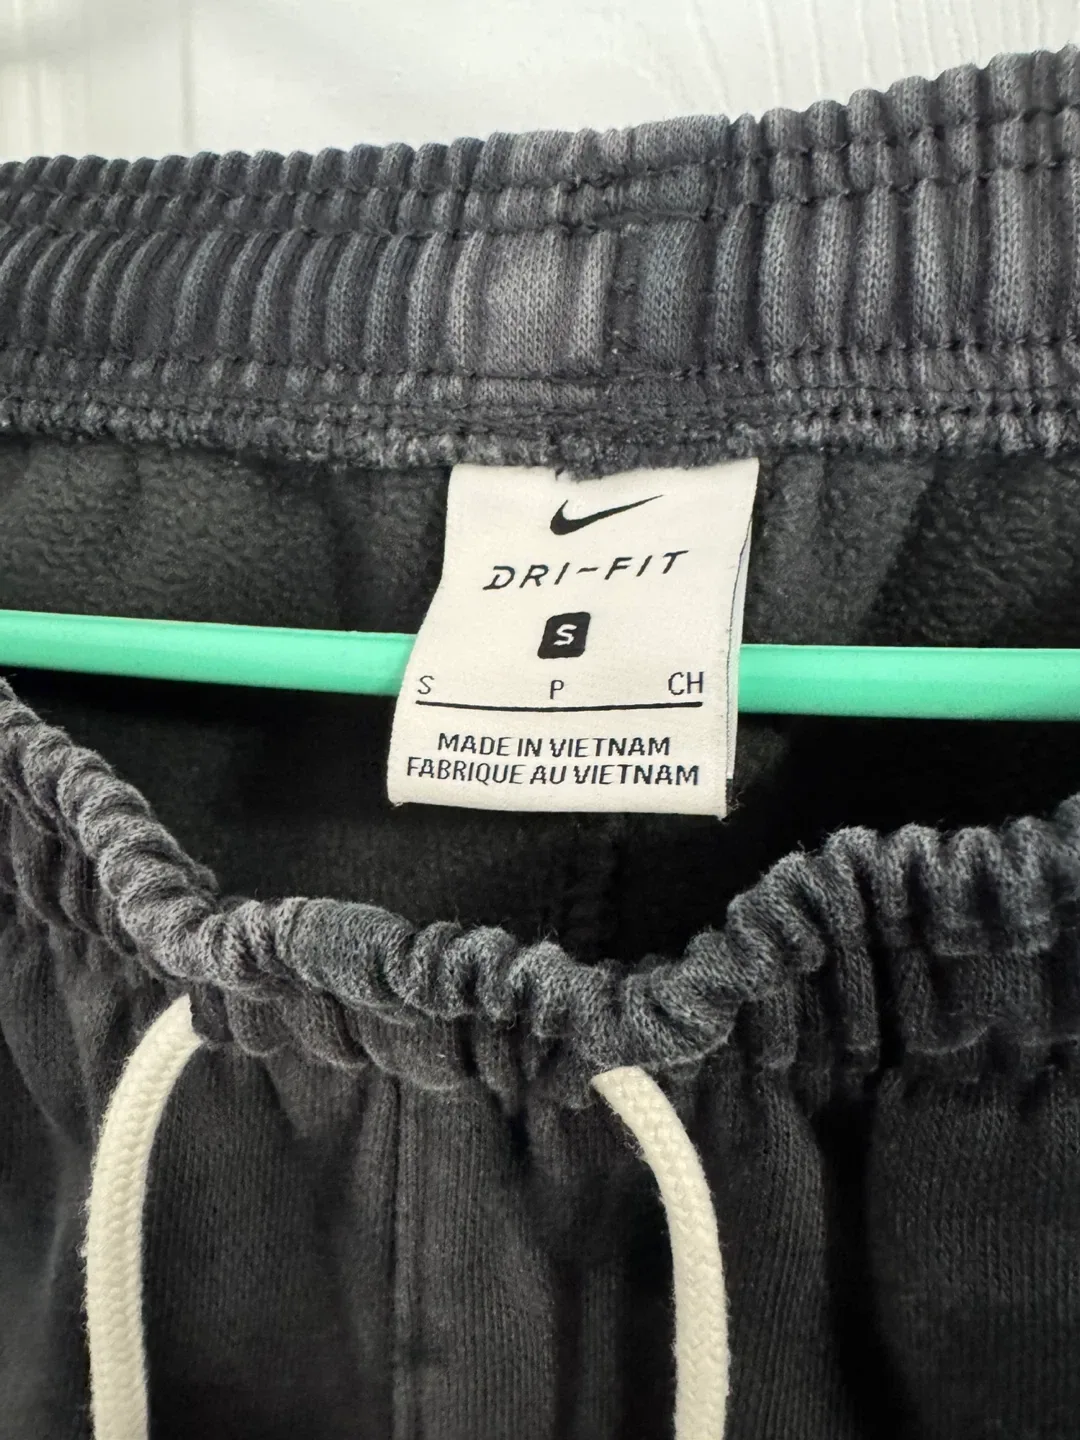 DRI-FIT
S
S P CH
MADE IN VIETNAM
FABRIQUE AU VIETNAM